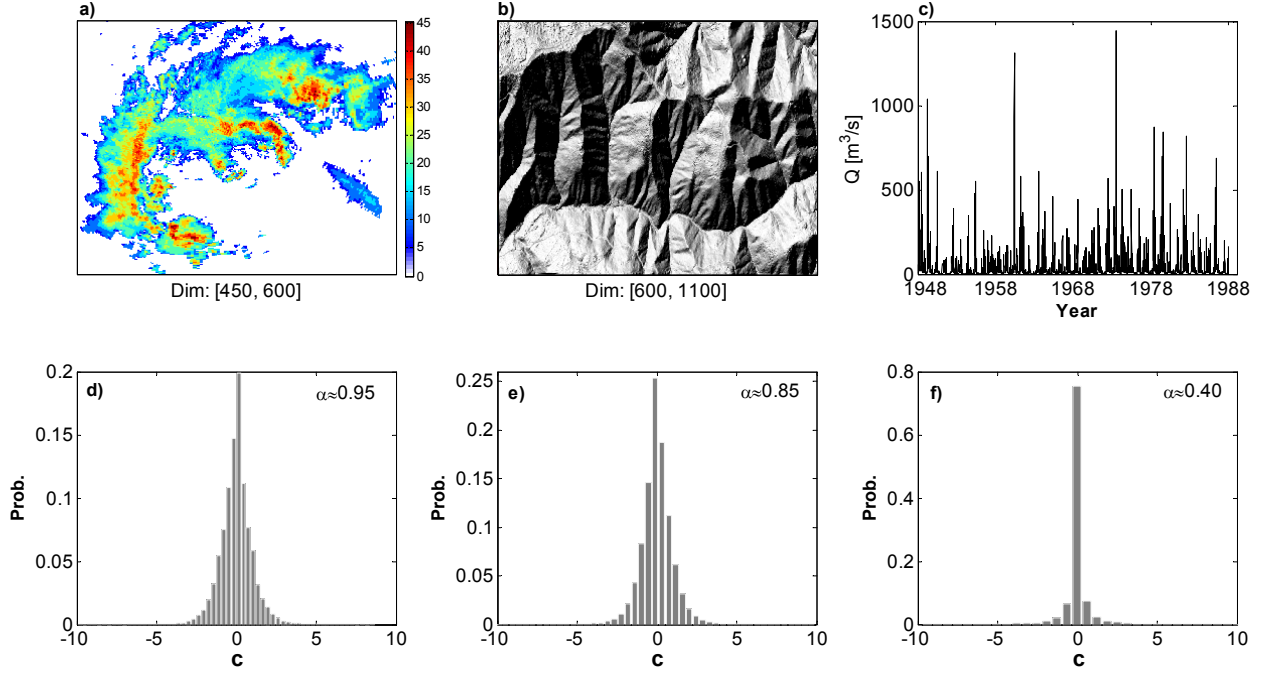 a)
45
40
35
30
25
20
15
10
5
0
Dim: [450, 600]
b)
Dim: [600, 1100]
c)
1500
1000
500
0
Q [m³/s]
1948 1958 1968 1978 1988
Year
d)
α≈0.95
0.2
0.15
0.1
0.05
0
Prob.
-10 -5 0 5 10
c
e)
α≈0.85
0.25
0.2
0.15
0.1
0.05
0
Prob.
-10 -5 0 5 10
c
f)
α≈0.40
0.8
0.6
0.4
0.2
0
Prob.
-10 -5 0 5 10
c